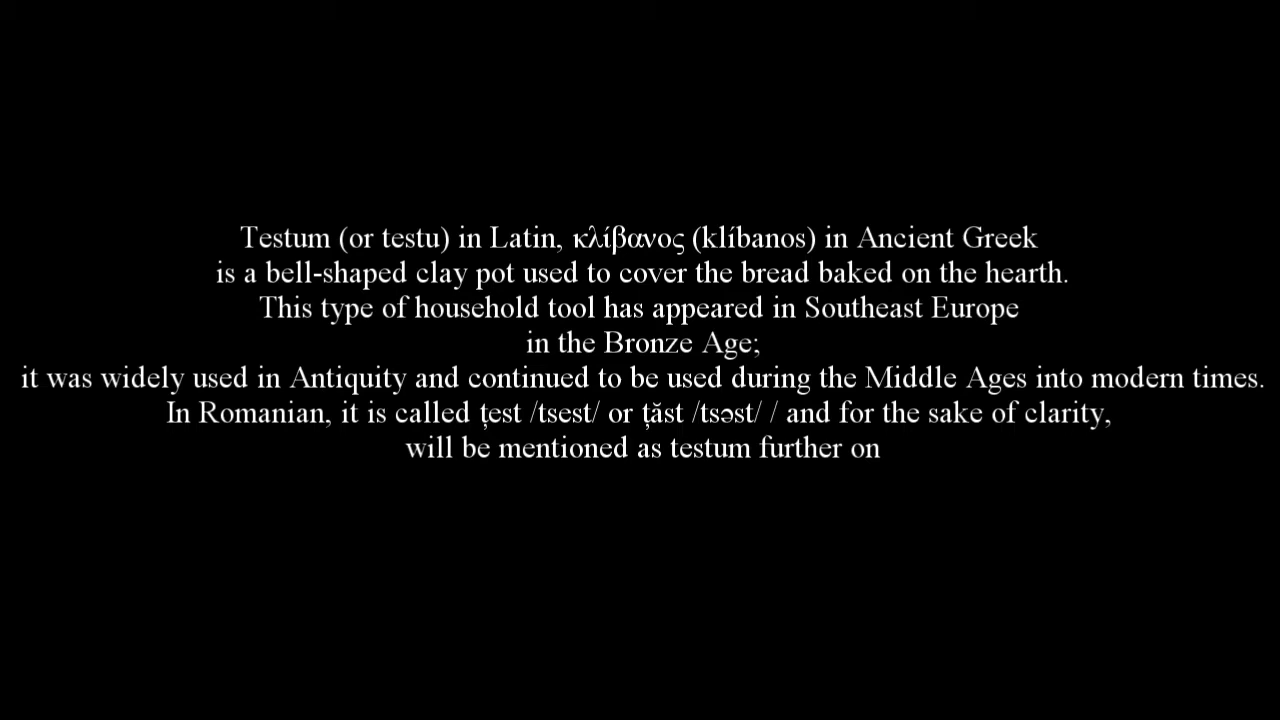 Testum (or testu) in Latin, κλίβανος (klíbanos) in Ancient Greek
is a bell-shaped clay pot used to cover the bread baked on the hearth.
This type of household tool has appeared in Southeast Europe
in the Bronze Age;
it was widely used in Antiquity and continued to be used during the Middle Ages into modern times.
In Romanian, it is called țest /tsest/ or țăst /tsəst/ / and for the sake of clarity,
will be mentioned as testum further on